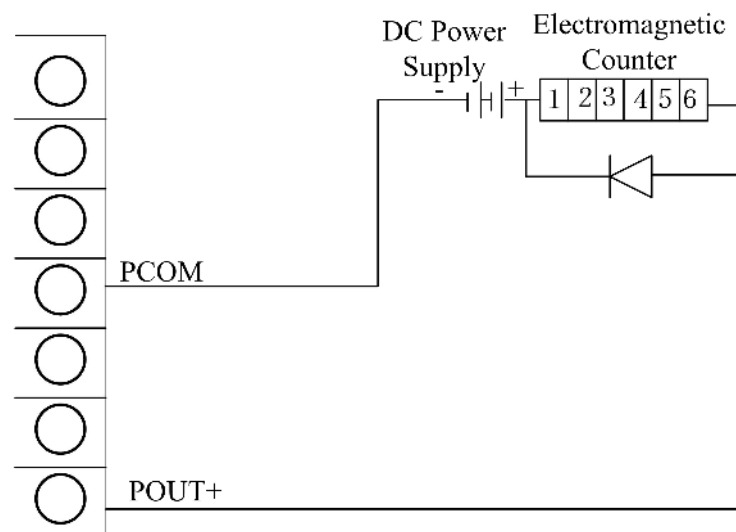 DC Power
Supply
Electromagnetic
Counter
- +
1 2 3 4 5 6
PCOM
POUT+